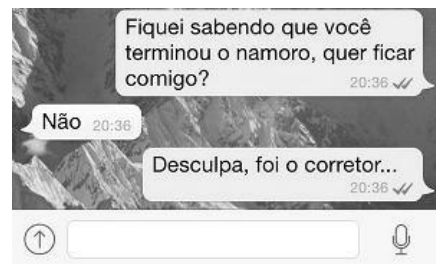 Fiquei sabendo que você
terminou o namoro, quer ficar
comigo?
20:36
Não 20:36
Desculpa, foi o corretor...
20:36